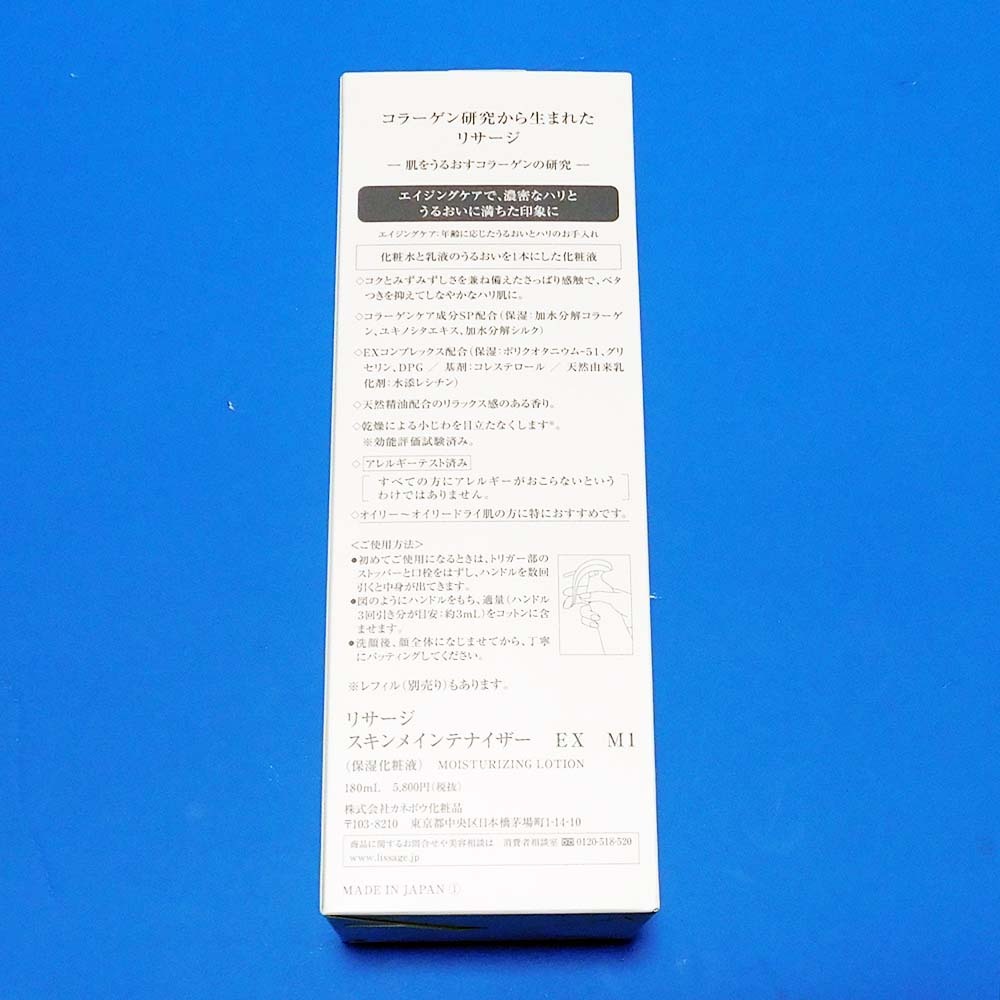 コラーゲン研究から生まれた
リサージ
― 肌をうるおすコラーゲンの研究 ―
エイジングケアで、濃密なハリと
うるおいに満ちた印象に
エイジングケア:年齢に応じたうるおいとハリのお手入れ
化粧水と乳液のうるおいを1本にした化粧液
◇コクとみずみずしさを兼ね備えたさっぱり感触で、ベタ
つきを抑えてしなやかなハリ肌に。
◇コラーゲンケア成分SP配合(保湿:加水分解コラーゲ
ン、ユキノシタエキス、加水分解シルク)
◇EXコンプレックス配合(保湿:ポリクオタニウム-51、グリ
セリン、DPG / 基剤:コレステロール / 天然由来乳
化剤:水添レシチン)
◇天然精油配合のリラックス感のある香り。
◇乾燥による小じわを目立たなくします※。
※効能評価試験済み。
◇アレルギーテスト済み
[すべての方にアレルギーがおこらないという
わけではありません。]
◇オイリー〜オイリードライ肌の方に特におすすめです。
<ご使用方法>
●初めてご使用になるときは、トリガー部の
ストッパーと口栓をはずし、ハンドルを数回
引くと中身が出てきます。
●図のようにハンドルをもち、適量(ハンドル
3回引き分が目安:約3mL)をコットンに含
ませます。
●洗顔後、顔全体になじませてから、丁寧
にパッティングしてください。
※レフィル(別売り)もあります。
リサージ
スキンメインテナイザー EX M1
(保湿化粧液) MOISTURIZING LOTION
180mL 5,800円(税抜)
株式会社カネボウ化粧品
〒103-8210 東京都中央区日本橋茅場町1-14-10
商品に関するお問合せや美容相談は 消費者相談室 0120-518-520
www.lissage.jp
MADE IN JAPAN ①